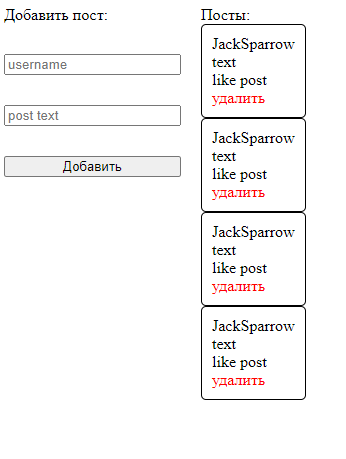 Добавить пост:
username
post text
Добавить
Посты:
JackSparrow
text
like post
удалить
JackSparrow
text
like post
удалить
JackSparrow
text
like post
удалить
JackSparrow
text
like post
удалить